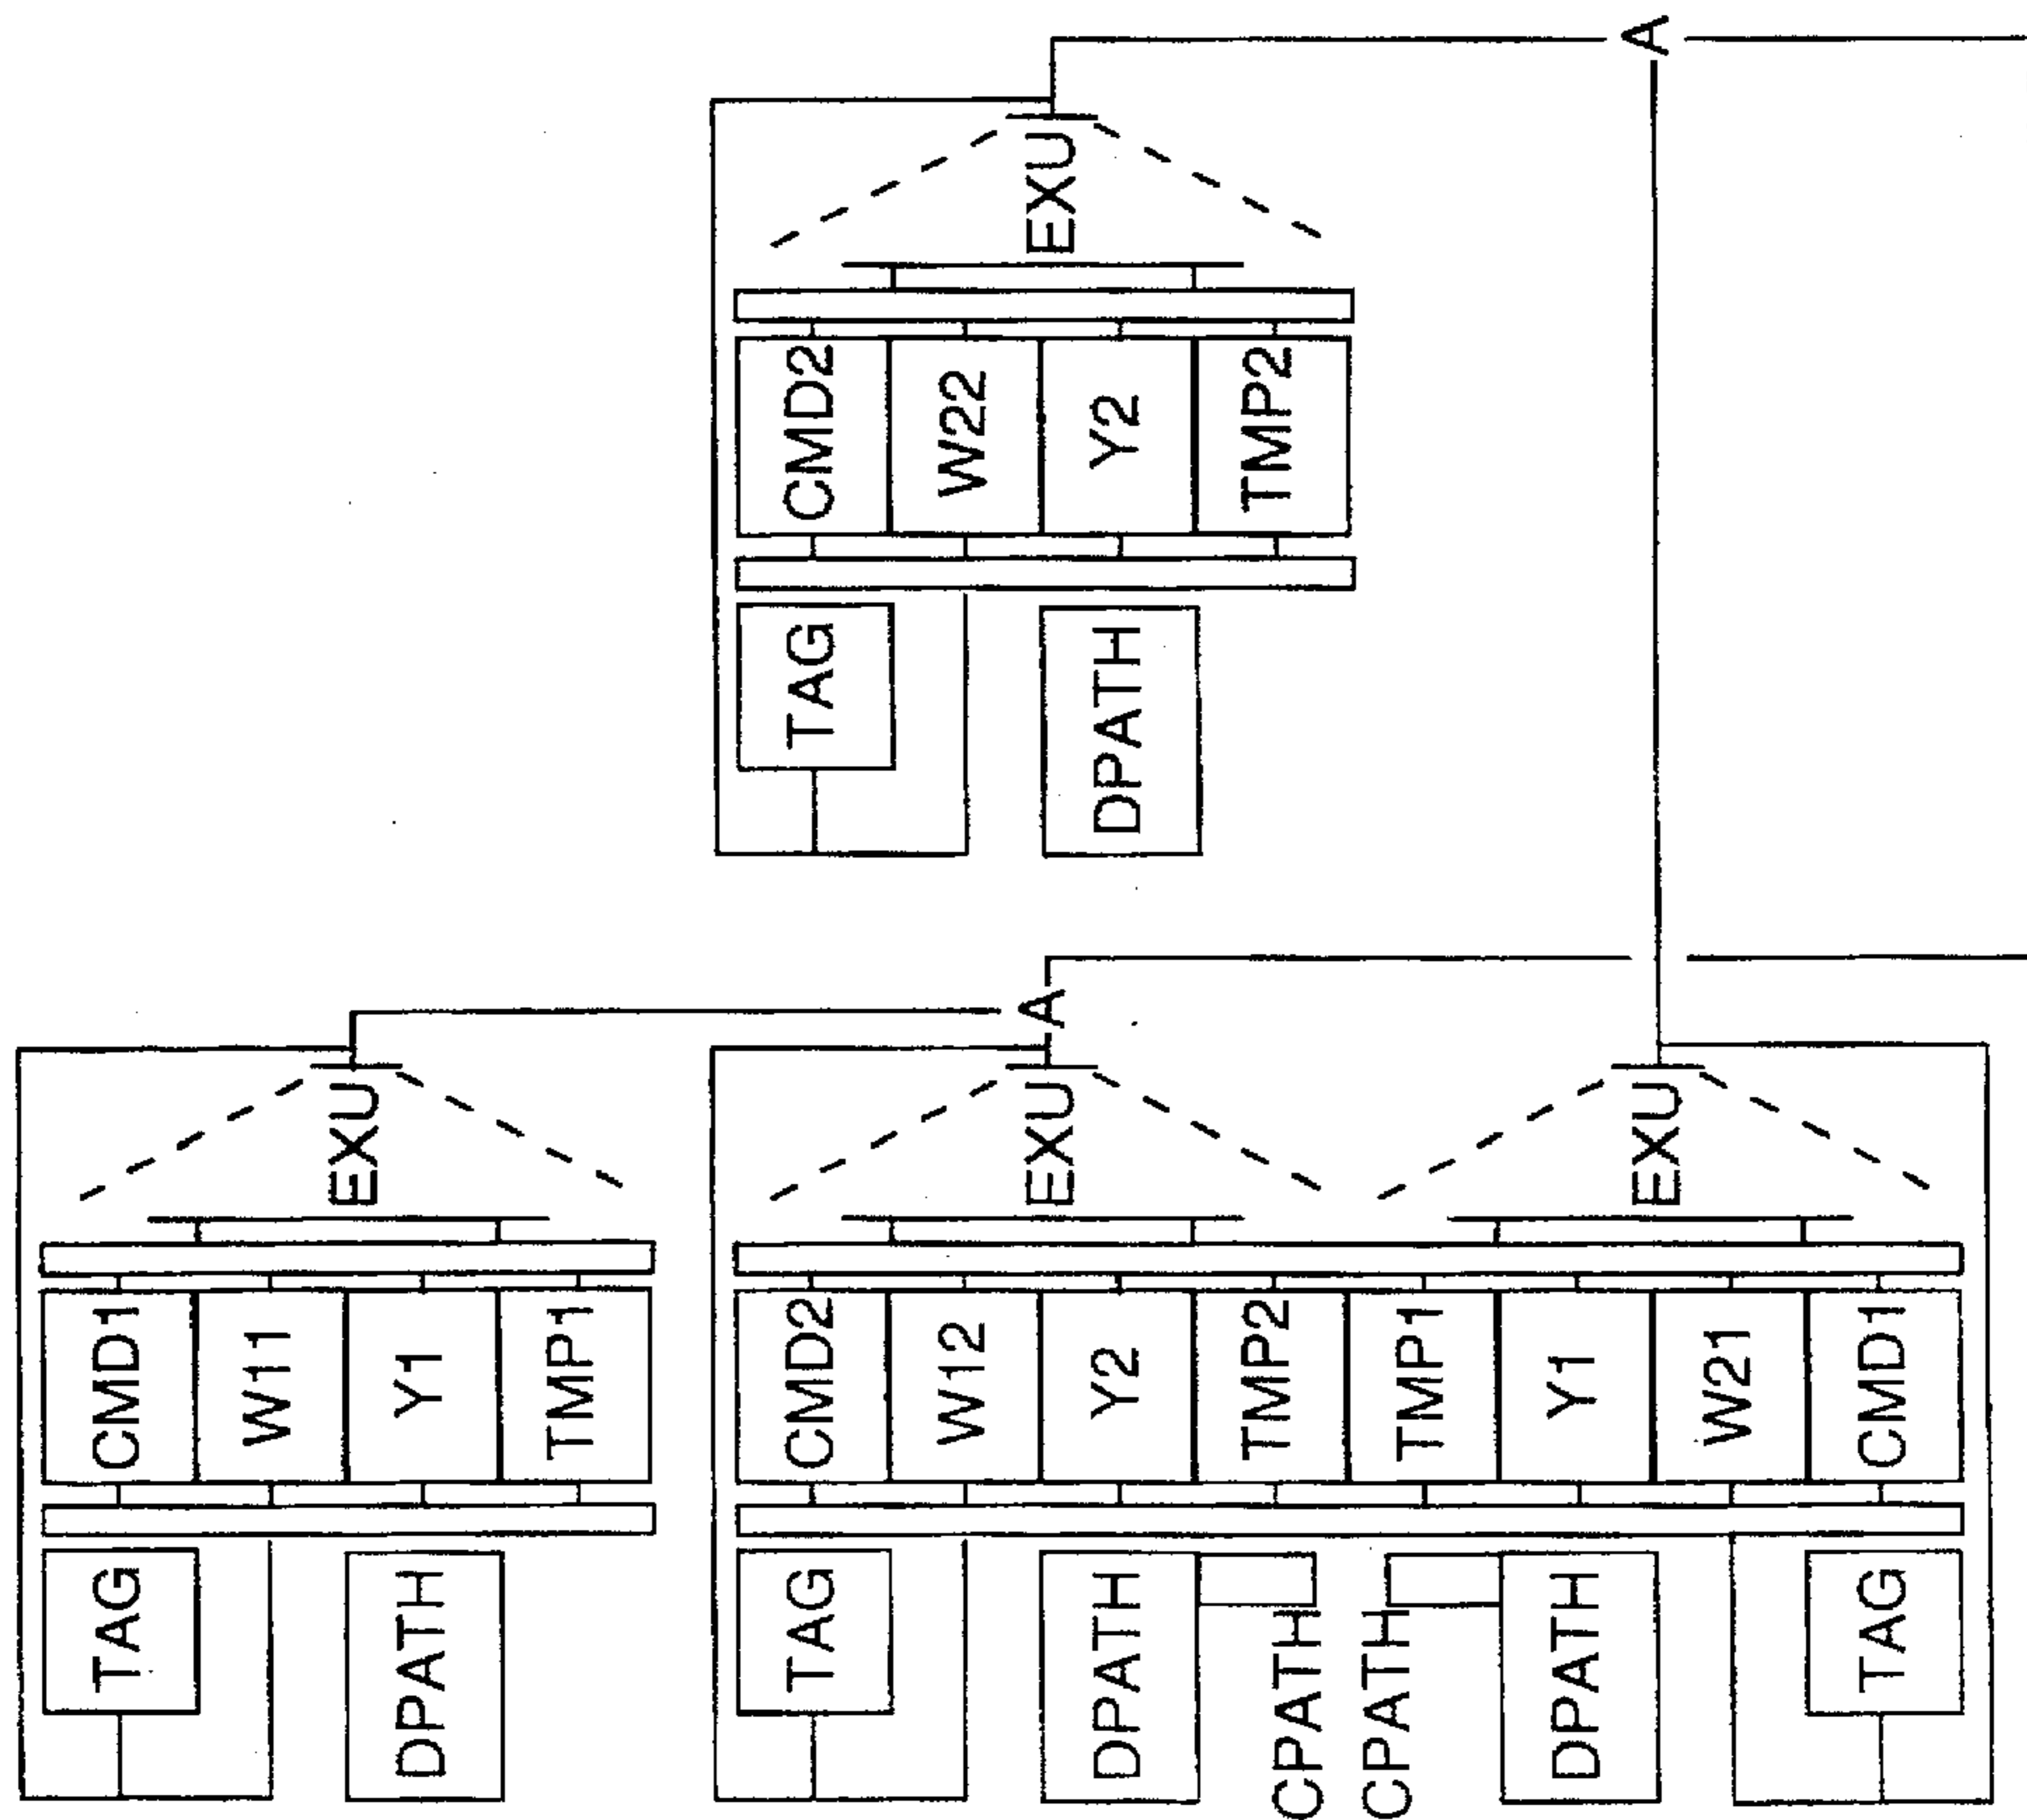 TAG CMD1
W11
EXU
DPATH Y1
TMP1
TAG CMD2 TAG CMD2
W12 W22
EXU A EXU
DPATH Y2 DPATH Y2
CPATH TMP2 TMP2
CPATH TMP1
DPATH Y1
EXU A
W21
TAG CMD1